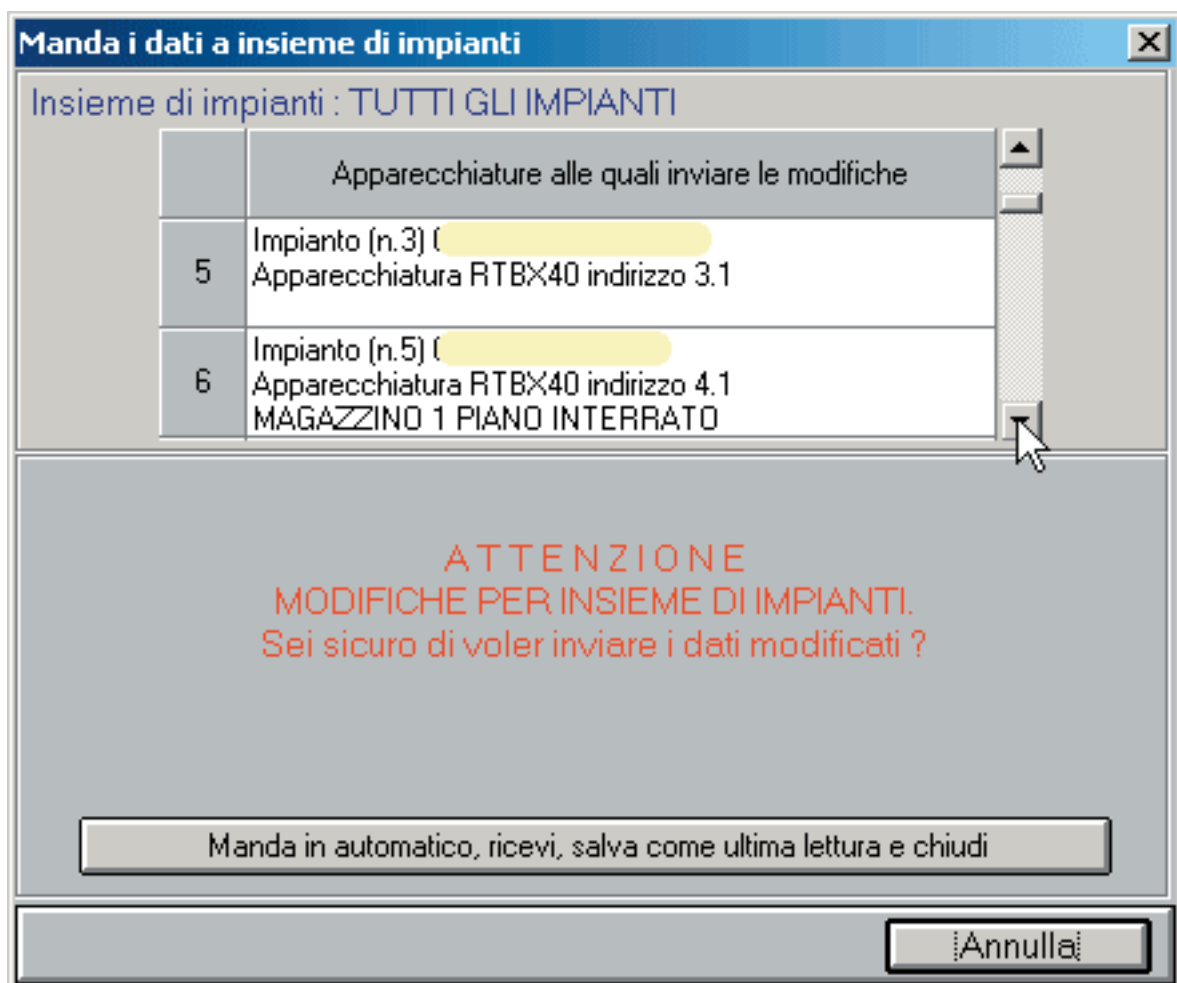 Manda i dati a insieme di impianti
Insieme di impianti : TUTTI GLI IMPIANTI
Apparecchiature alle quali inviare le modifiche
5
Impianto (n.3) (
Apparecchiatura RTBX40 indirizzo 3.1
6
Impianto (n.5) (
Apparecchiatura RTBX40 indirizzo 4.1
MAGAZZINO 1 PIANO INTERRATO
A T T E N Z I O N E
MODIFICHE PER INSIEME DI IMPIANTI.
Sei sicuro di voler inviare i dati modificati ?
Manda in automatico, ricevi, salva come ultima lettura e chiudi
Annulla